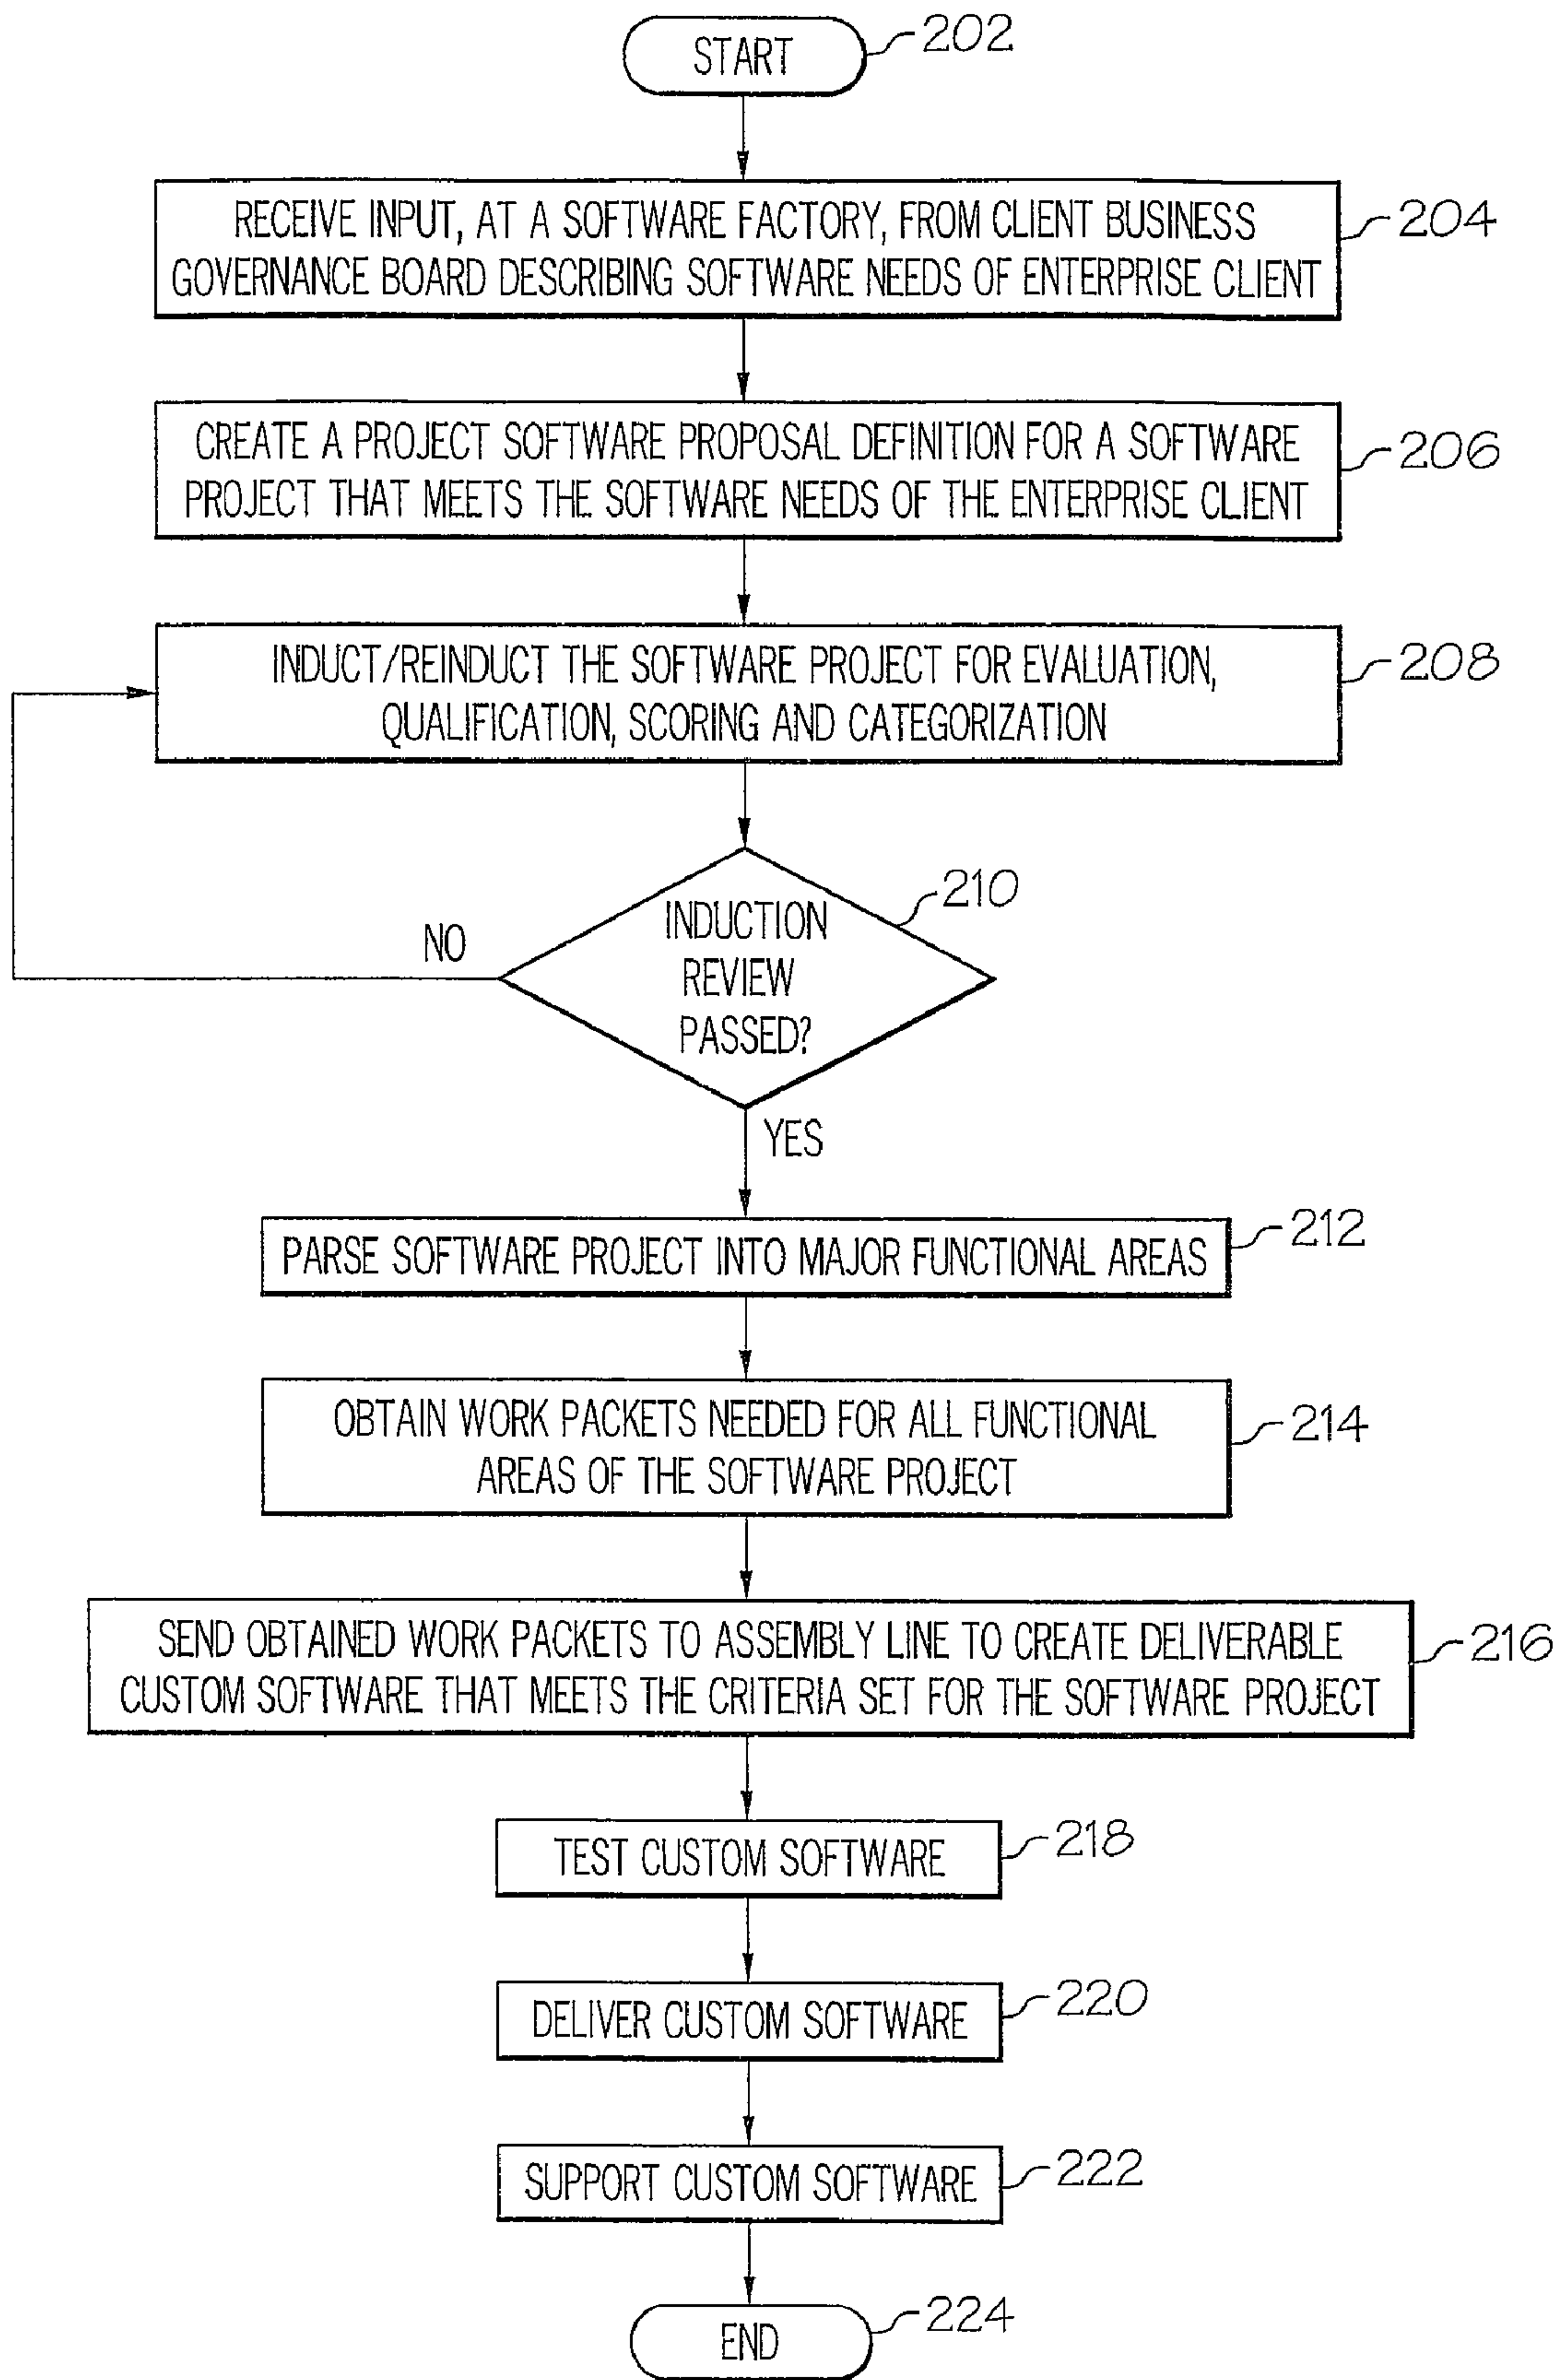 START
202
RECEIVE INPUT, AT A SOFTWARE FACTORY, FROM CLIENT BUSINESS
GOVERNANCE BOARD DESCRIBING SOFTWARE NEEDS OF ENTERPRISE CLIENT
204
CREATE A PROJECT SOFTWARE PROPOSAL DEFINITION FOR A SOFTWARE
PROJECT THAT MEETS THE SOFTWARE NEEDS OF THE ENTERPRISE CLIENT
206
INDUCT/REINDUCT THE SOFTWARE PROJECT FOR EVALUATION,
QUALIFICATION, SCORING AND CATEGORIZATION
208
INDUCTION
REVIEW
PASSED?
210
NO
YES
PARSE SOFTWARE PROJECT INTO MAJOR FUNCTIONAL AREAS
212
OBTAIN WORK PACKETS NEEDED FOR ALL FUNCTIONAL
AREAS OF THE SOFTWARE PROJECT
214
SEND OBTAINED WORK PACKETS TO ASSEMBLY LINE TO CREATE DELIVERABLE
CUSTOM SOFTWARE THAT MEETS THE CRITERIA SET FOR THE SOFTWARE PROJECT
216
TEST CUSTOM SOFTWARE
218
DELIVER CUSTOM SOFTWARE
220
SUPPORT CUSTOM SOFTWARE
222
END
224